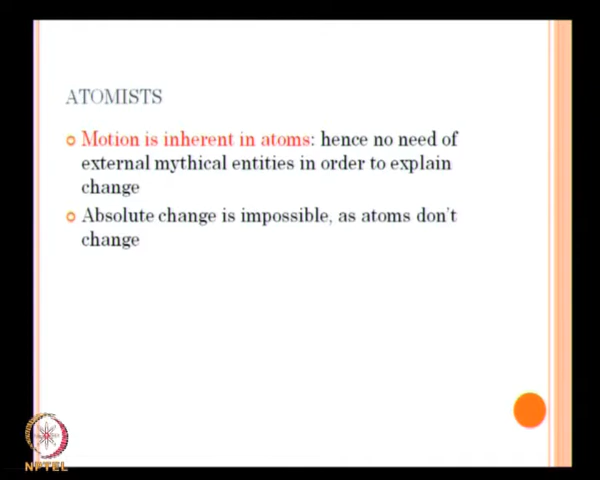 ATOMISTS
Motion is inherent in atoms: hence no need of
external mythical entities in order to explain
change
Absolute change is impossible, as atoms don't
change
NPTEL